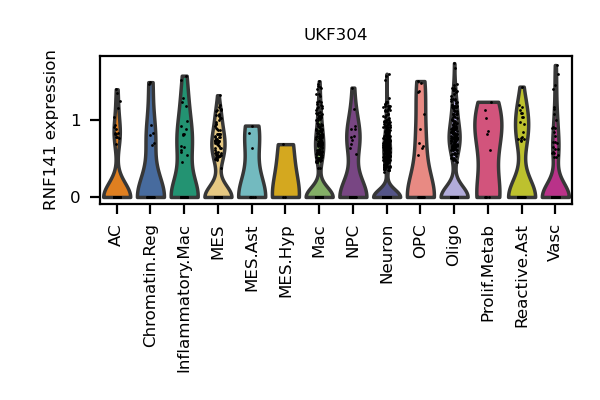 UKF304
RNF141 expression
1
0
AC
Chromatin.Reg
Inflammatory.Mac
MES
MES.Ast
MES.Hyp
Mac
NPC
Neuron
OPC
Oligo
Prolif.Metab
Reactive.Ast
Vasc